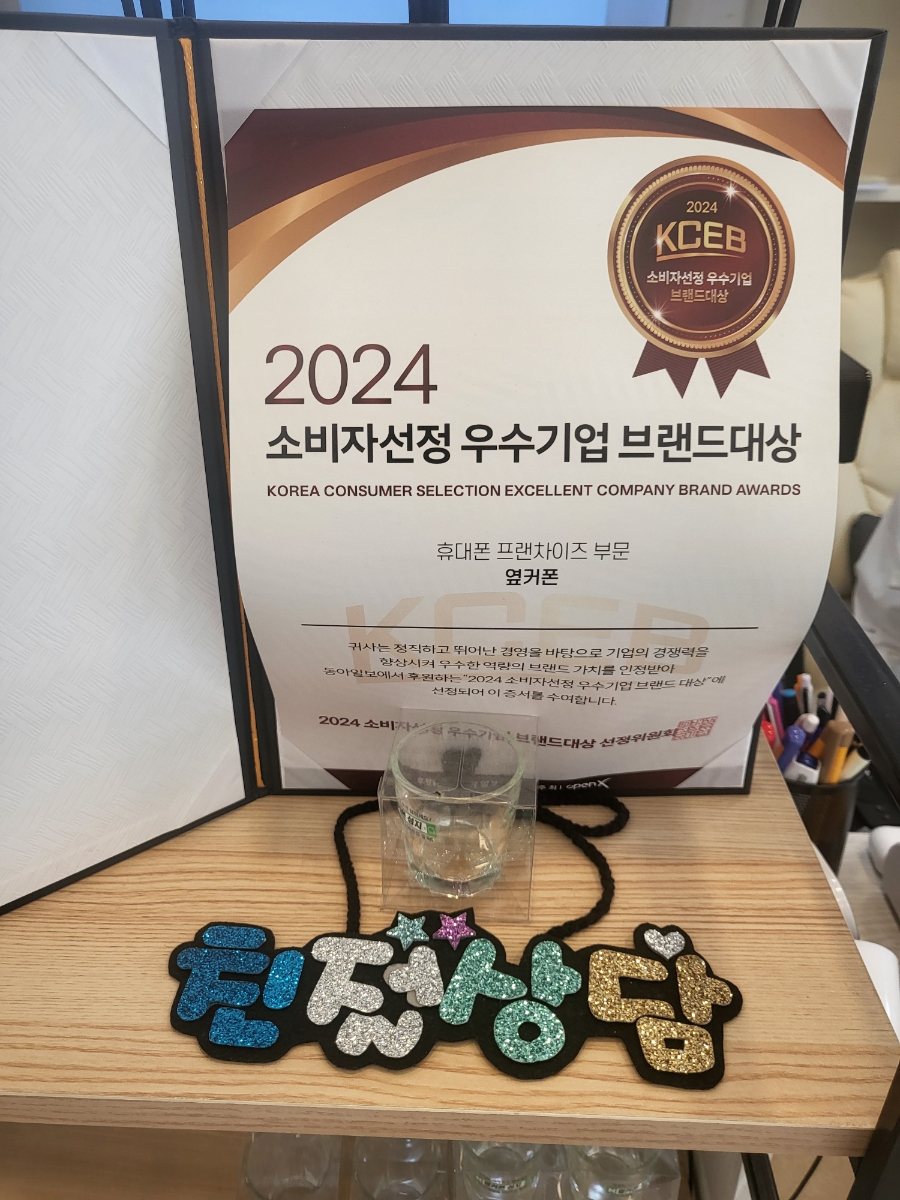 2024
KCEB
소비자선정 우수기업
브랜드대상
2024
소비자선정 우수기업 브랜드대상
KOREA CONSUMER SELECTION EXCELLENT COMPANY BRAND AWARDS
휴대폰 프랜차이즈 부문
옆커폰
KCEB
귀사는 정직하고 뛰어난 경영을 바탕으로 기업의 경쟁력을
향상시켜 우수한 역량의 브랜드 가치를 인정받아
동아일보에서 후원하는 "2024 소비자선정 우수기업 브랜드 대상"에
선정되어 이 증서를 수여합니다.
2024 소비자선정 우수기업 브랜드대상 선정위원회
주최 | openX
친절상담